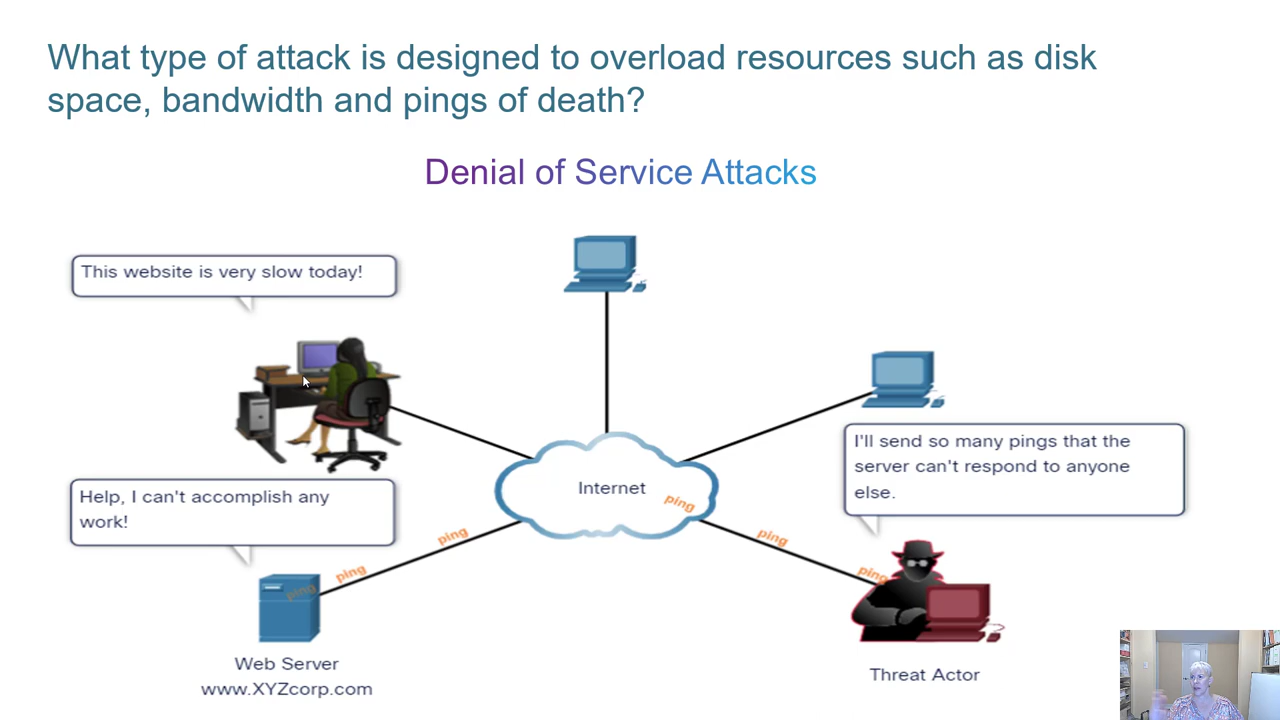 What type of attack is designed to overload resources such as disk
space, bandwidth and pings of death?
Denial of Service Attacks
This website is very slow today!
I'll send so many pings that the
server can't respond to anyone
else.
Internet
ping
Help, I can't accomplish any
work!
ping
ping
ping
ping
ping
Web Server
www.XYZcorp.com
Threat Actor